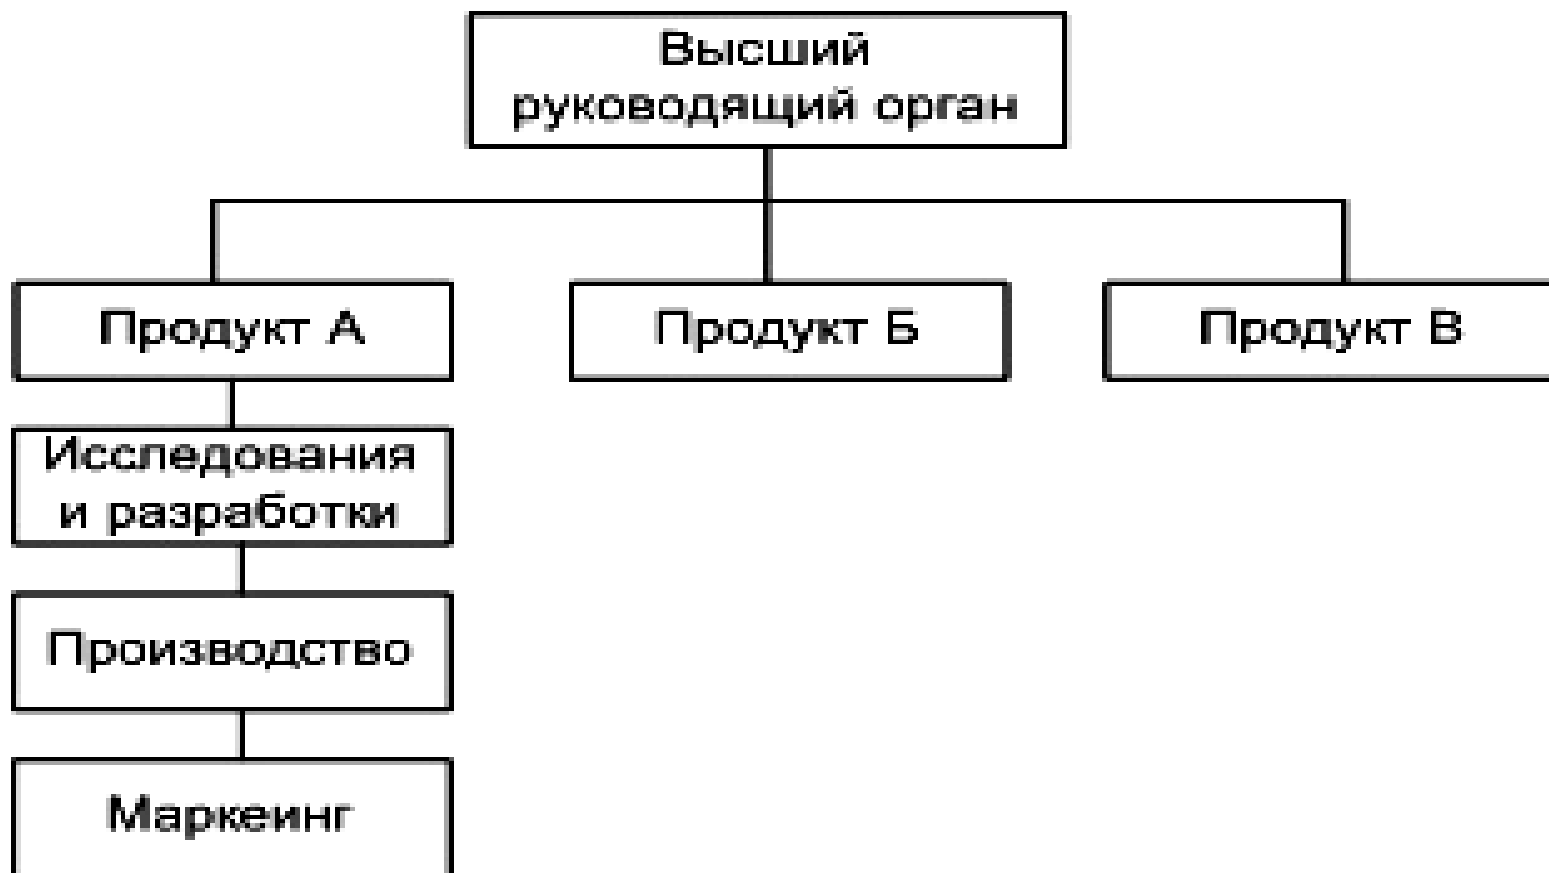 Высший
руководящий орган
Продукт А
Продукт Б
Продукт В
Исследования
и разработки
Производство
Маркеинг